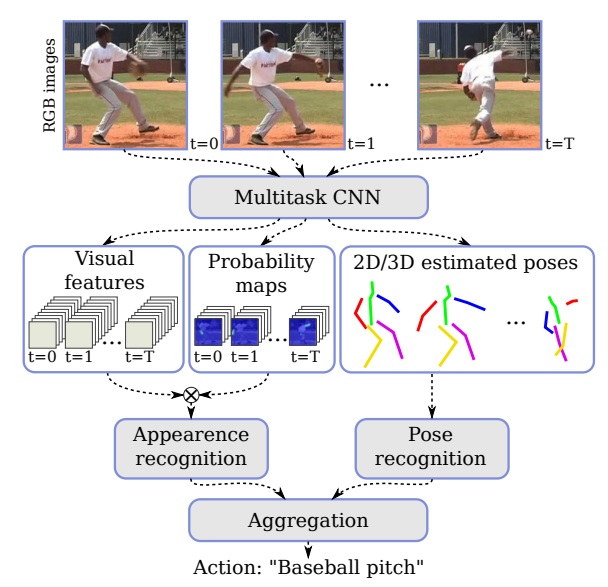 RGB images
t=0
t=1
...
t=T
Multitask CNN
Visual
features
t=0 t=1 ... t=T
Probability
maps
t=0 t=1 ... t=T
2D/3D estimated poses
...
Appearence
recognition
Pose
recognition
Aggregation
Action: "Baseball pitch"